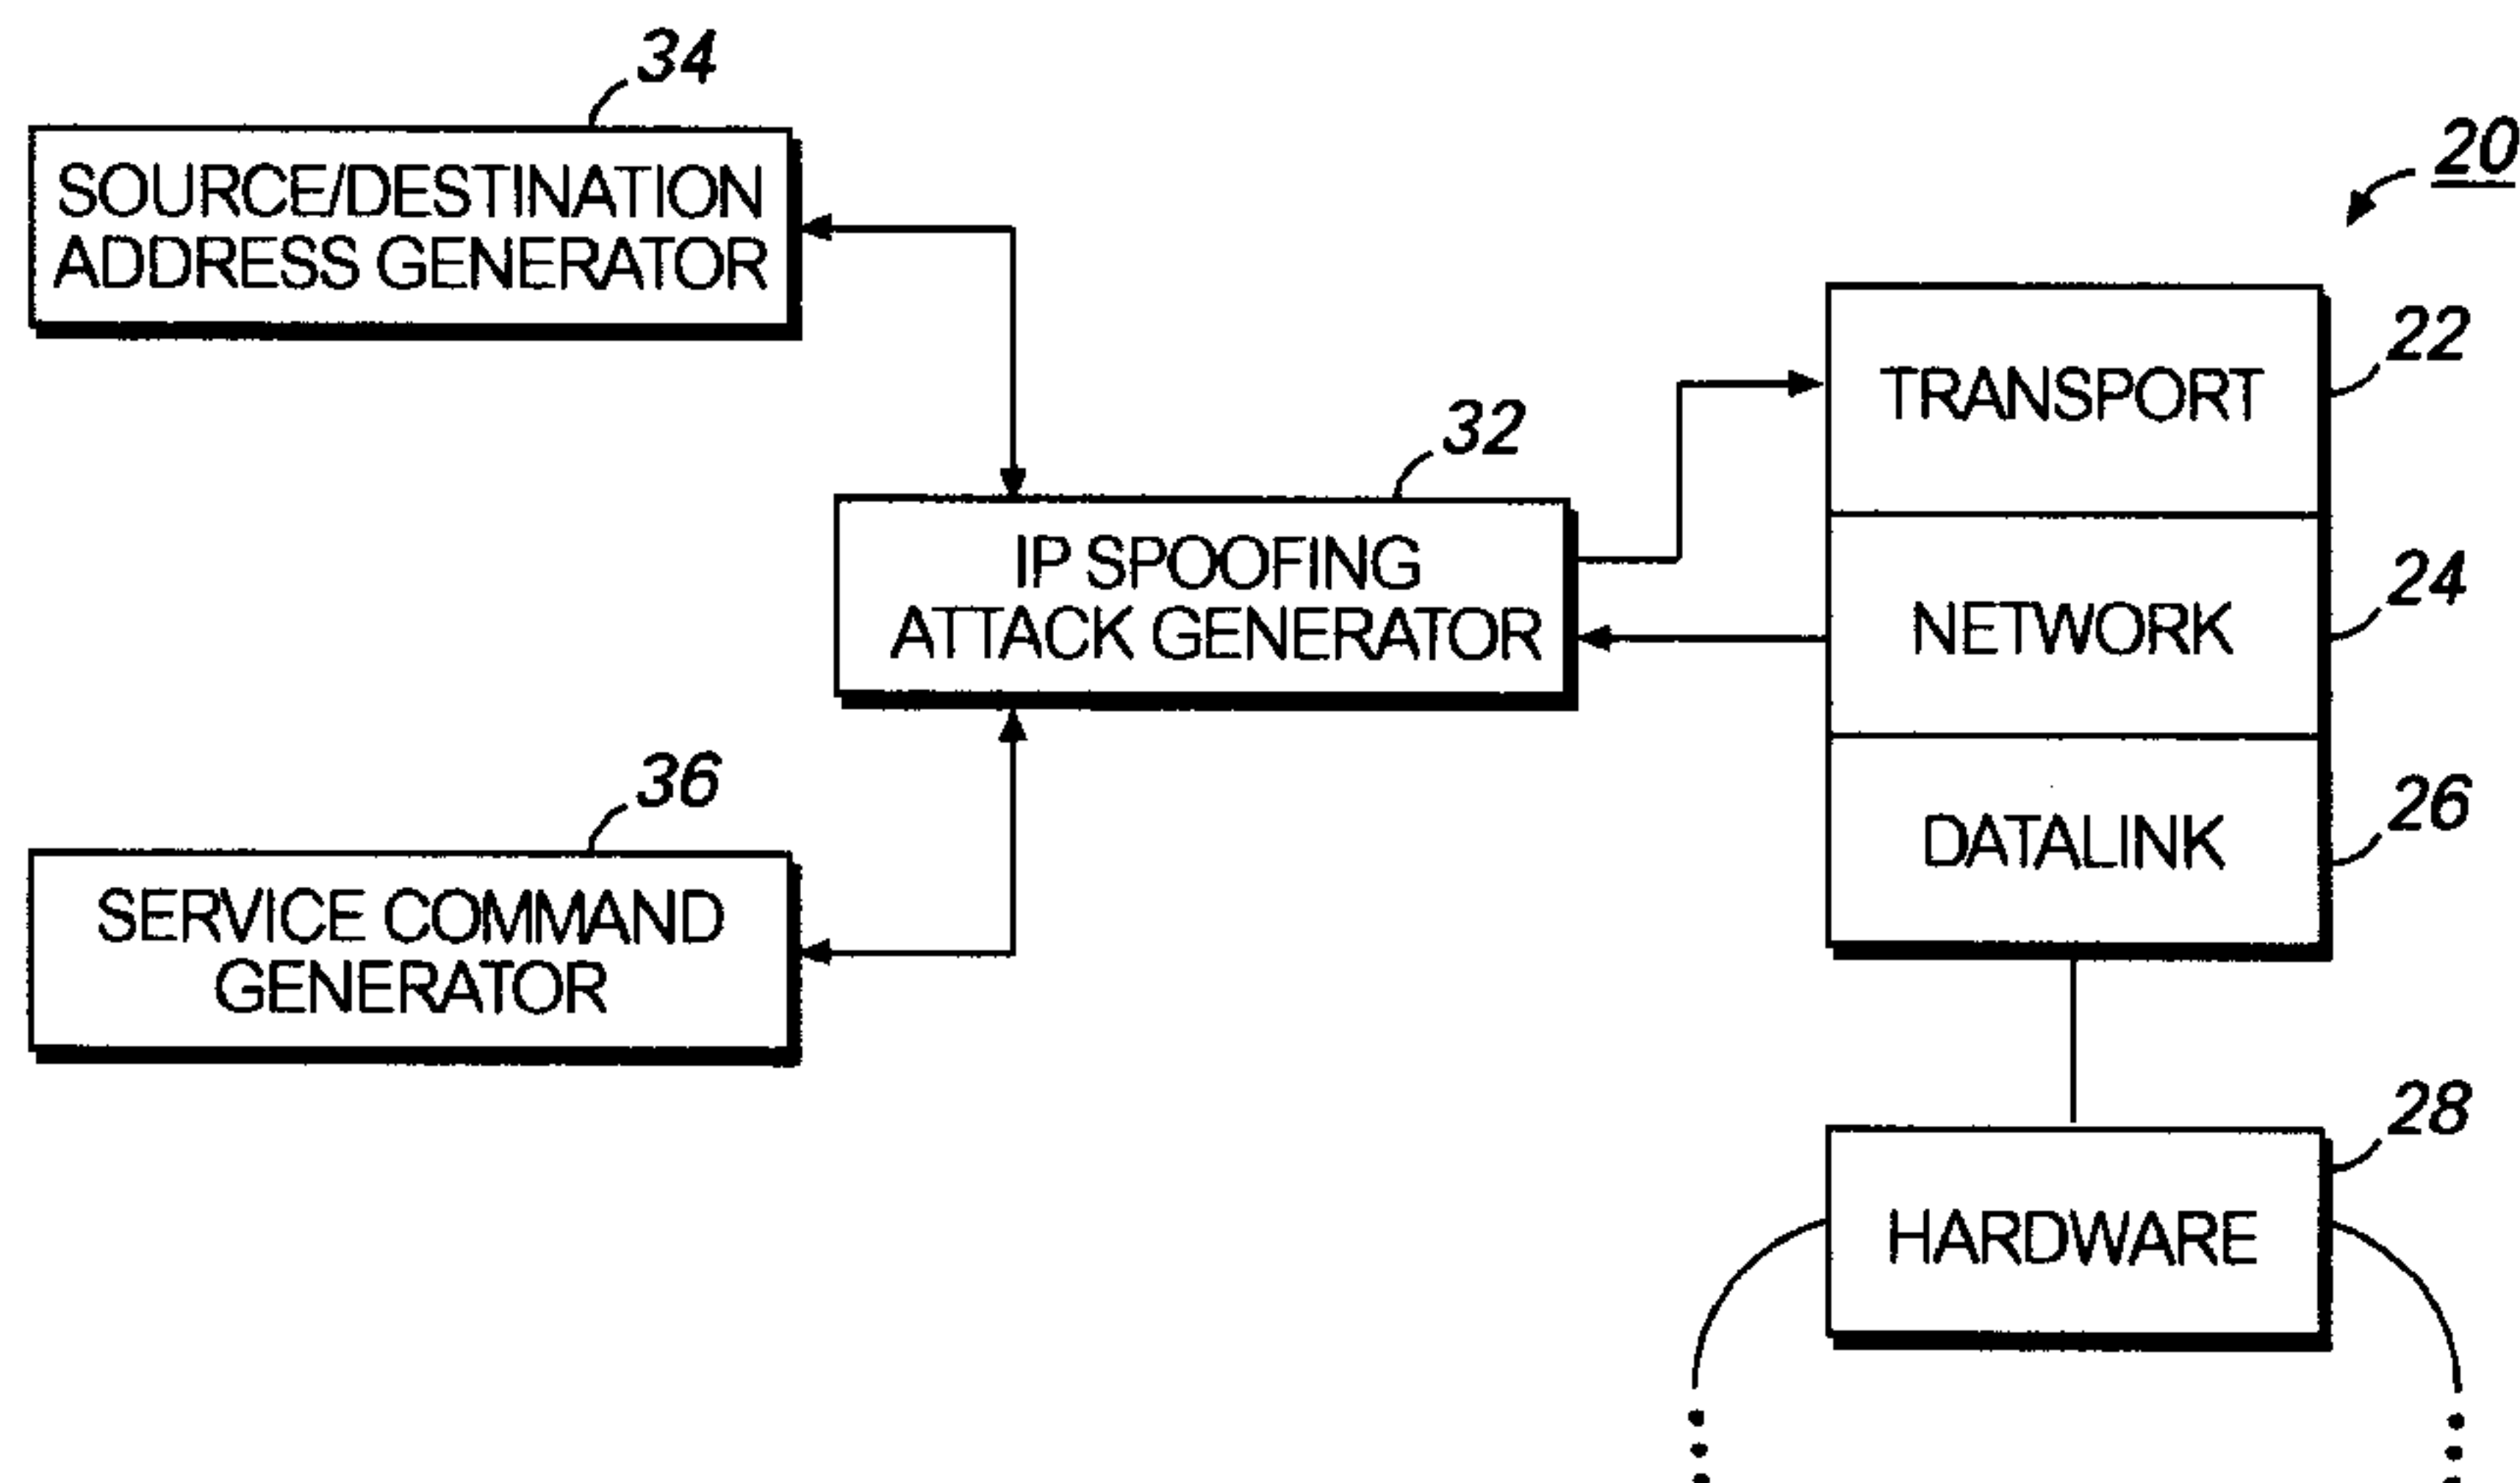 34
SOURCE/DESTINATION
ADDRESS GENERATOR
20
TRANSPORT
22
32
IP SPOOFING
ATTACK GENERATOR
NETWORK
24
36
SERVICE COMMAND
GENERATOR
DATALINK
26
28
HARDWARE